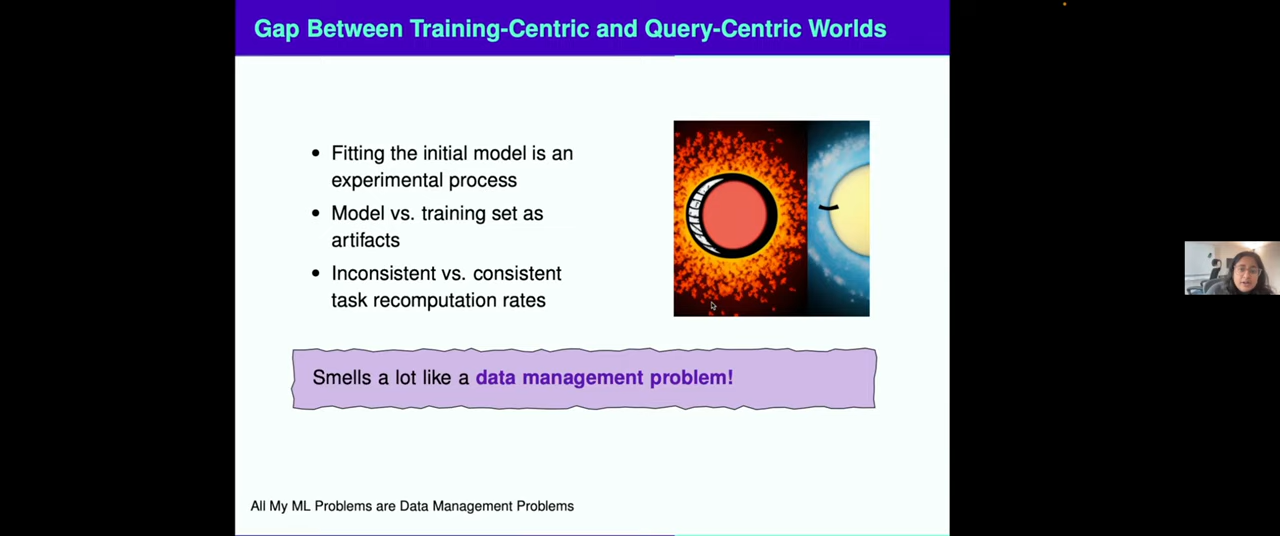 Gap Between Training-Centric and Query-Centric Worlds
• Fitting the initial model is an
experimental process
• Model vs. training set as
artifacts
• Inconsistent vs. consistent
task recomputation rates
Smells a lot like a data management problem!
All My ML Problems are Data Management Problems